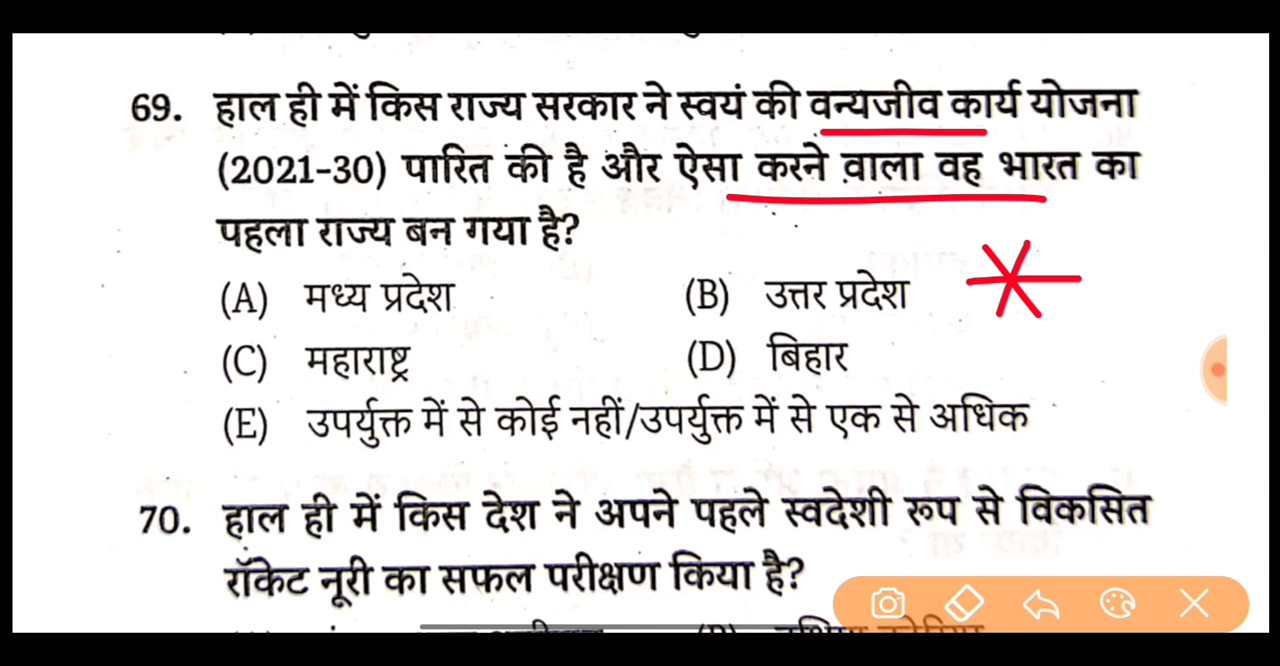 69. हाल ही में किस राज्य सरकार ने स्वयं की वन्यजीव कार्य योजना
(2021-30) पारित की है और ऐसा करने वाला वह भारत का
पहला राज्य बन गया है?
(A) मध्य प्रदेश (B) उत्तर प्रदेश
(C) महाराष्ट्र (D) बिहार
(E) उपर्युक्त में से कोई नहीं/उपर्युक्त में से एक से अधिक
70. हाल ही में किस देश ने अपने पहले स्वदेशी रूप से विकसित
रॉकेट नूरी का सफल परीक्षण किया है?